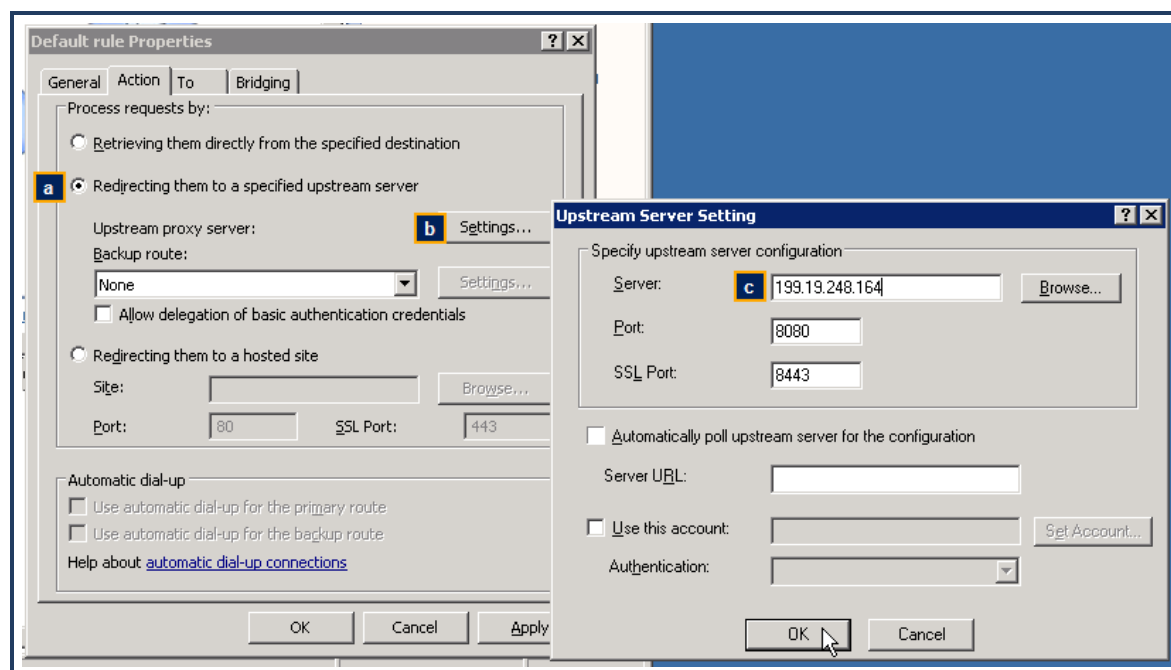 Default rule Properties
General Action To Bridging
Process requests by:
Retrieving them directly from the specified destination
a Redirecting them to a specified upstream server
Upstream proxy server: b Settings...
Backup route:
None Settings...
Allow delegation of basic authentication credentials
Redirecting them to a hosted site
Site: Browse...
Port: 80 SSL Port: 443
Automatic dial-up
Use automatic dial-up for the primary route
Use automatic dial-up for the backup route
Help about automatic dial-up connections
OK Cancel Apply
Upstream Server Setting
Specify upstream server configuration
Server: c 199.19.248.164 Browse...
Port: 8080
SSL Port: 8443
Automatically poll upstream server for the configuration
Server URL:
Use this account: Set Account...
Authentication:
OK Cancel